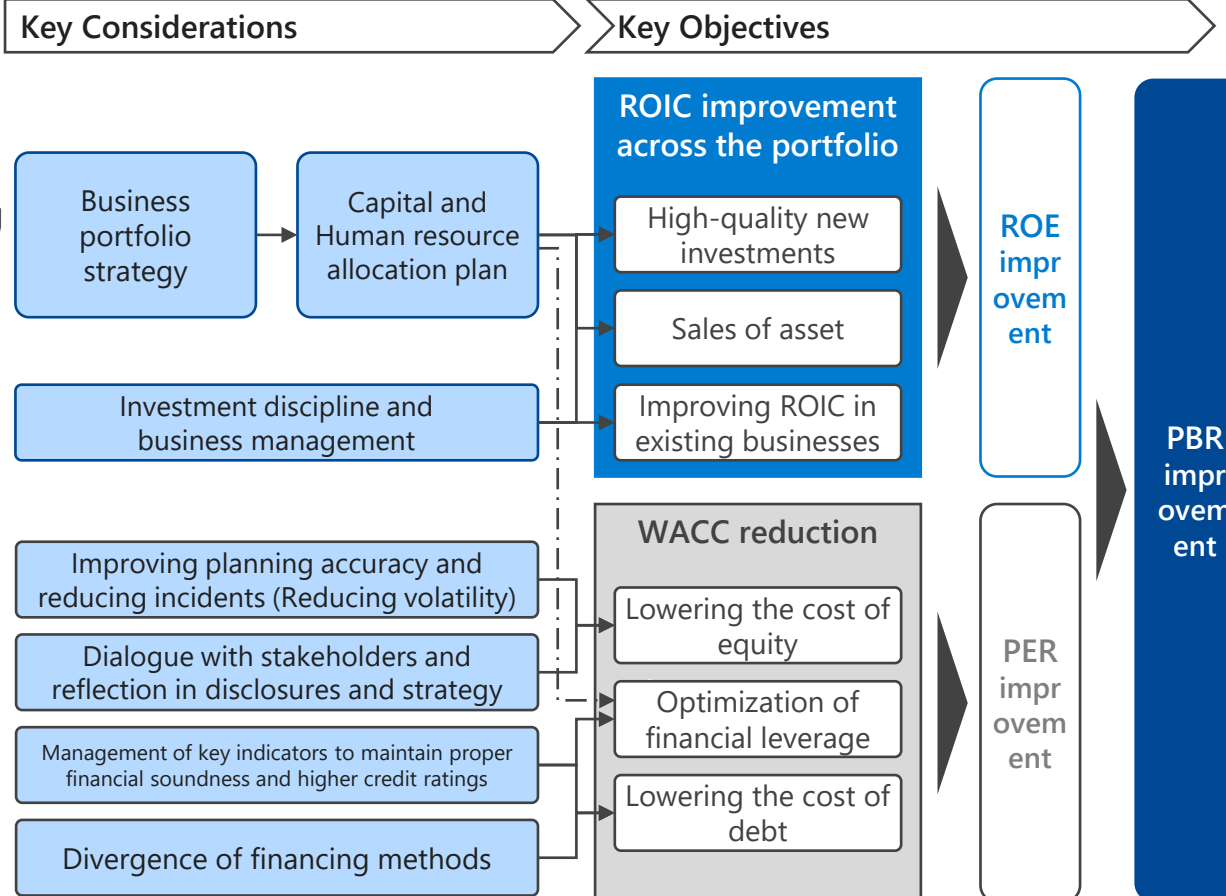 Key Considerations
Key Objectives
Business
portfolio
strategy
Capital and
Human resource
allocation plan
Investment discipline and
business management
Improving planning accuracy and
reducing incidents (Reducing volatility)
Dialogue with stakeholders and
reflection in disclosures and strategy
Management of key indicators to maintain proper
financial soundness and higher credit ratings
Divergence of financing methods
ROIC improvement
across the portfolio
High-quality new
investments
Sales of asset
Improving ROIC in
existing businesses
WACC reduction
Lowering the cost of
equity
Optimization of
financial leverage
Lowering the cost of
debt
ROE
impr
ovem
ent
PER
impr
ovem
ent
PBR
impr
ovem
ent